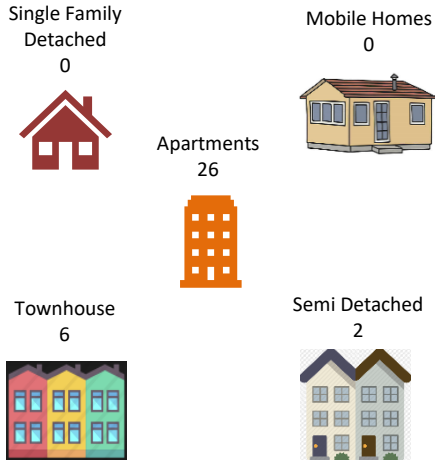 Single Family
Detached
0
Mobile Homes
0
Apartments
26
Townhouse
6
Semi Detached
2